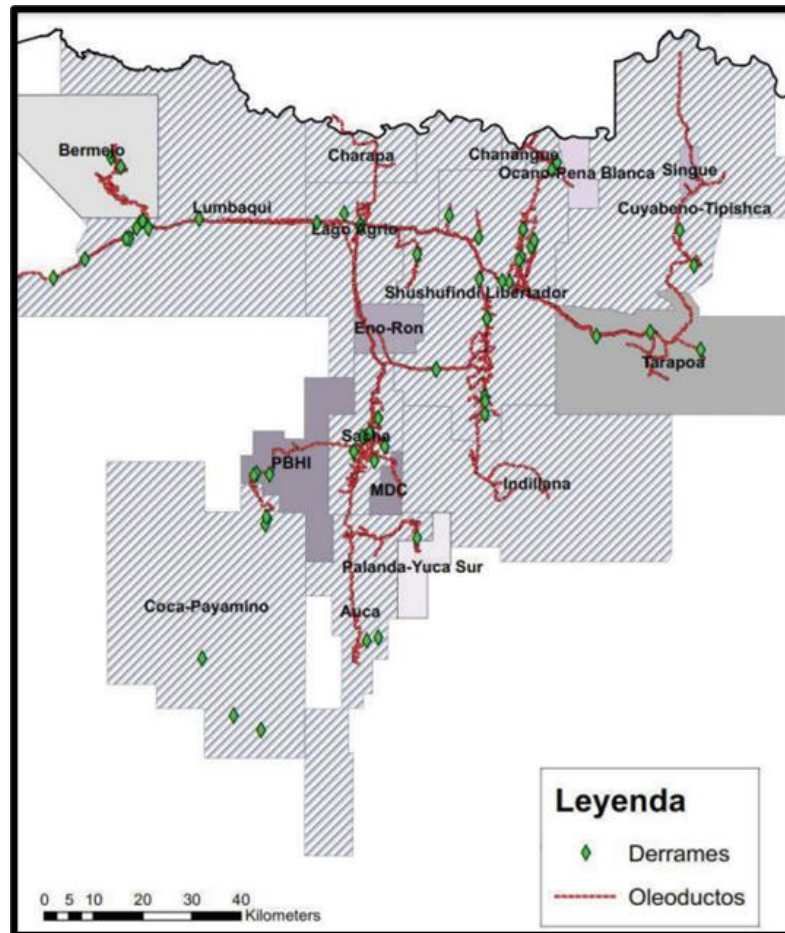 Bermejo
Charapa
Chanangue
Ocano-Pena Blanca
Singue
Lumbaqui
Cuyabeno-Tipishca
Lago Agrio
Shushufindi Libertador
Eno-Ron
Tarapoa
Sacha
PBHI
MDC
Indillana
Palanda-Yuca Sur
Coca-Payamino
Auca
Leyenda
Derrames
Oleoductos
0 5 10 20 30 40
Kilometers